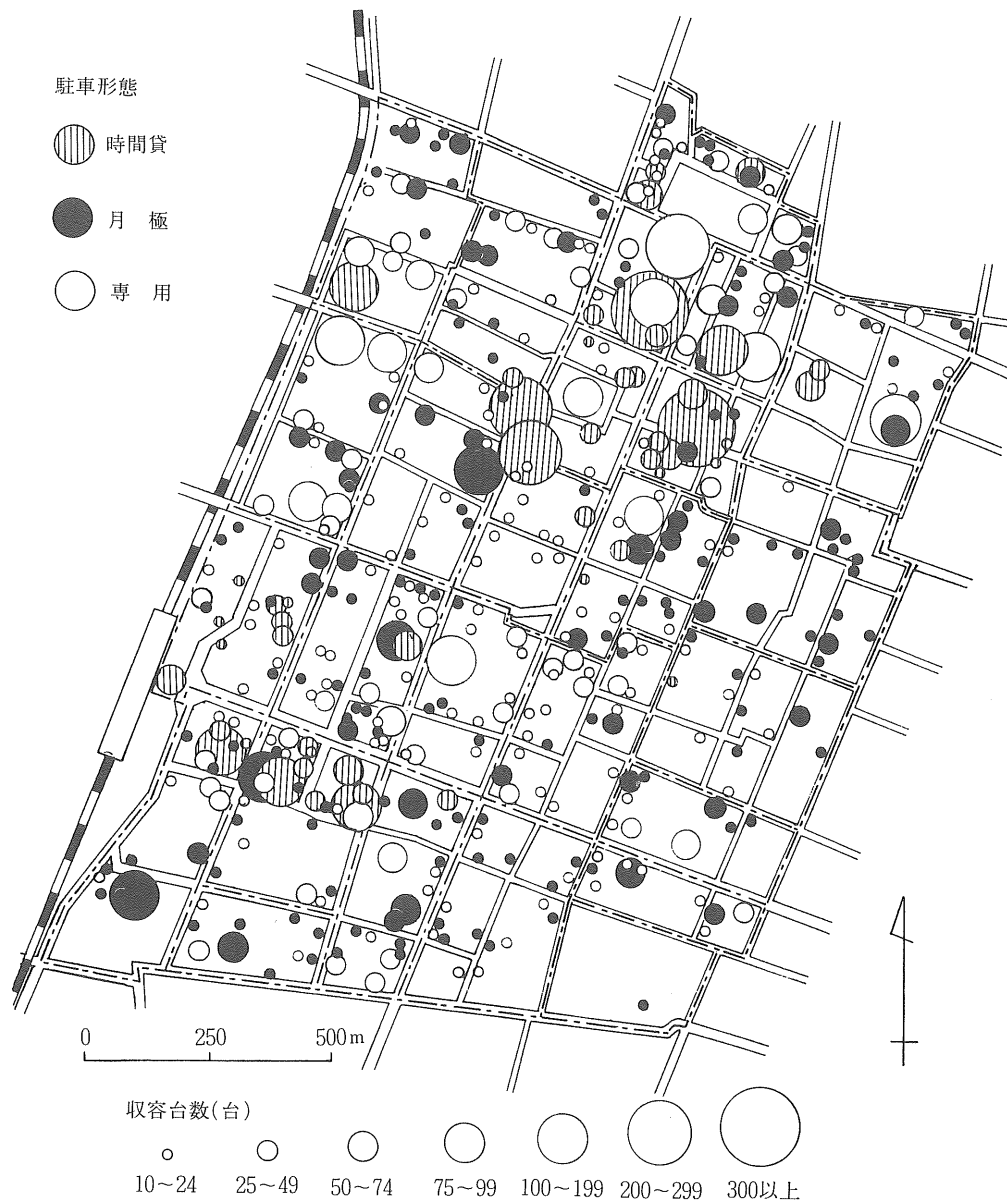 駐車形態
時間貸
月　極
専　用
0　250　500m
収容台数(台)
10～24　25～49　50～74　75～99　100～199　200～299　300以上